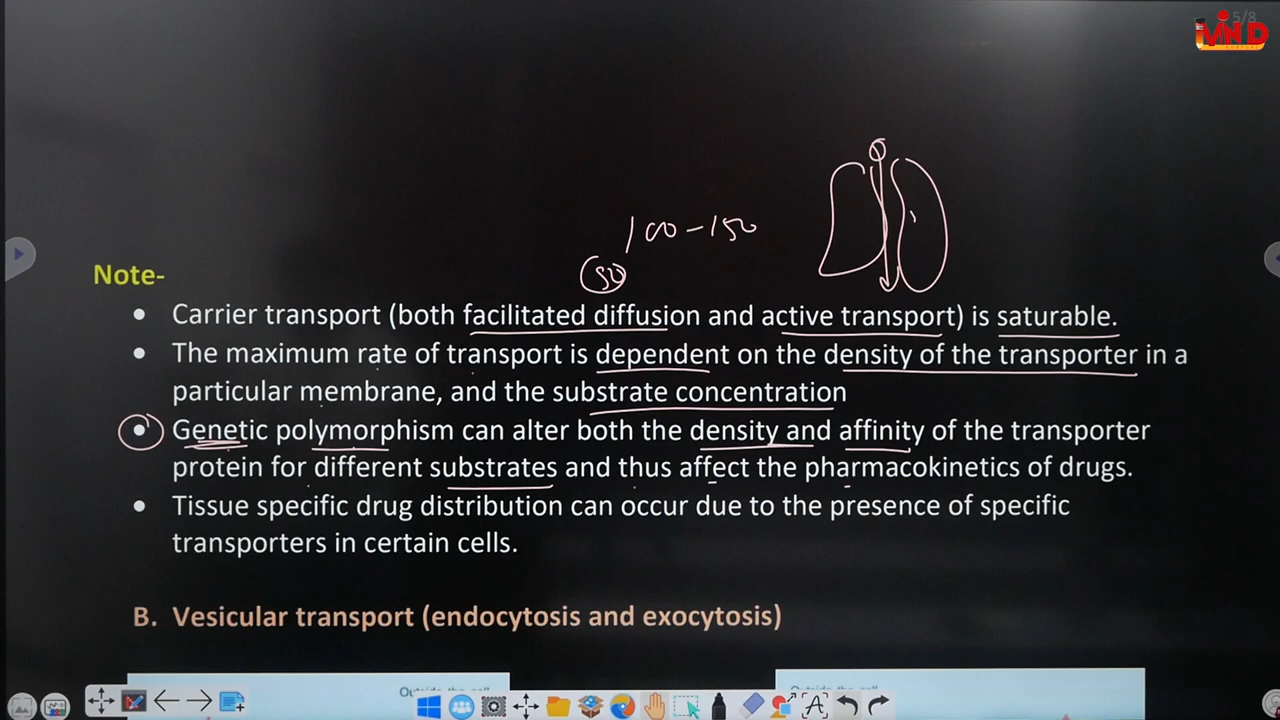 5/8
MIND
100-150
50
Note-
• Carrier transport (both facilitated diffusion and active transport) is saturable.
• The maximum rate of transport is dependent on the density of the transporter in a
particular membrane, and the substrate concentration
• Genetic polymorphism can alter both the density and affinity of the transporter
protein for different substrates and thus affect the pharmacokinetics of drugs.
• Tissue specific drug distribution can occur due to the presence of specific
transporters in certain cells.
B. Vesicular transport (endocytosis and exocytosis)